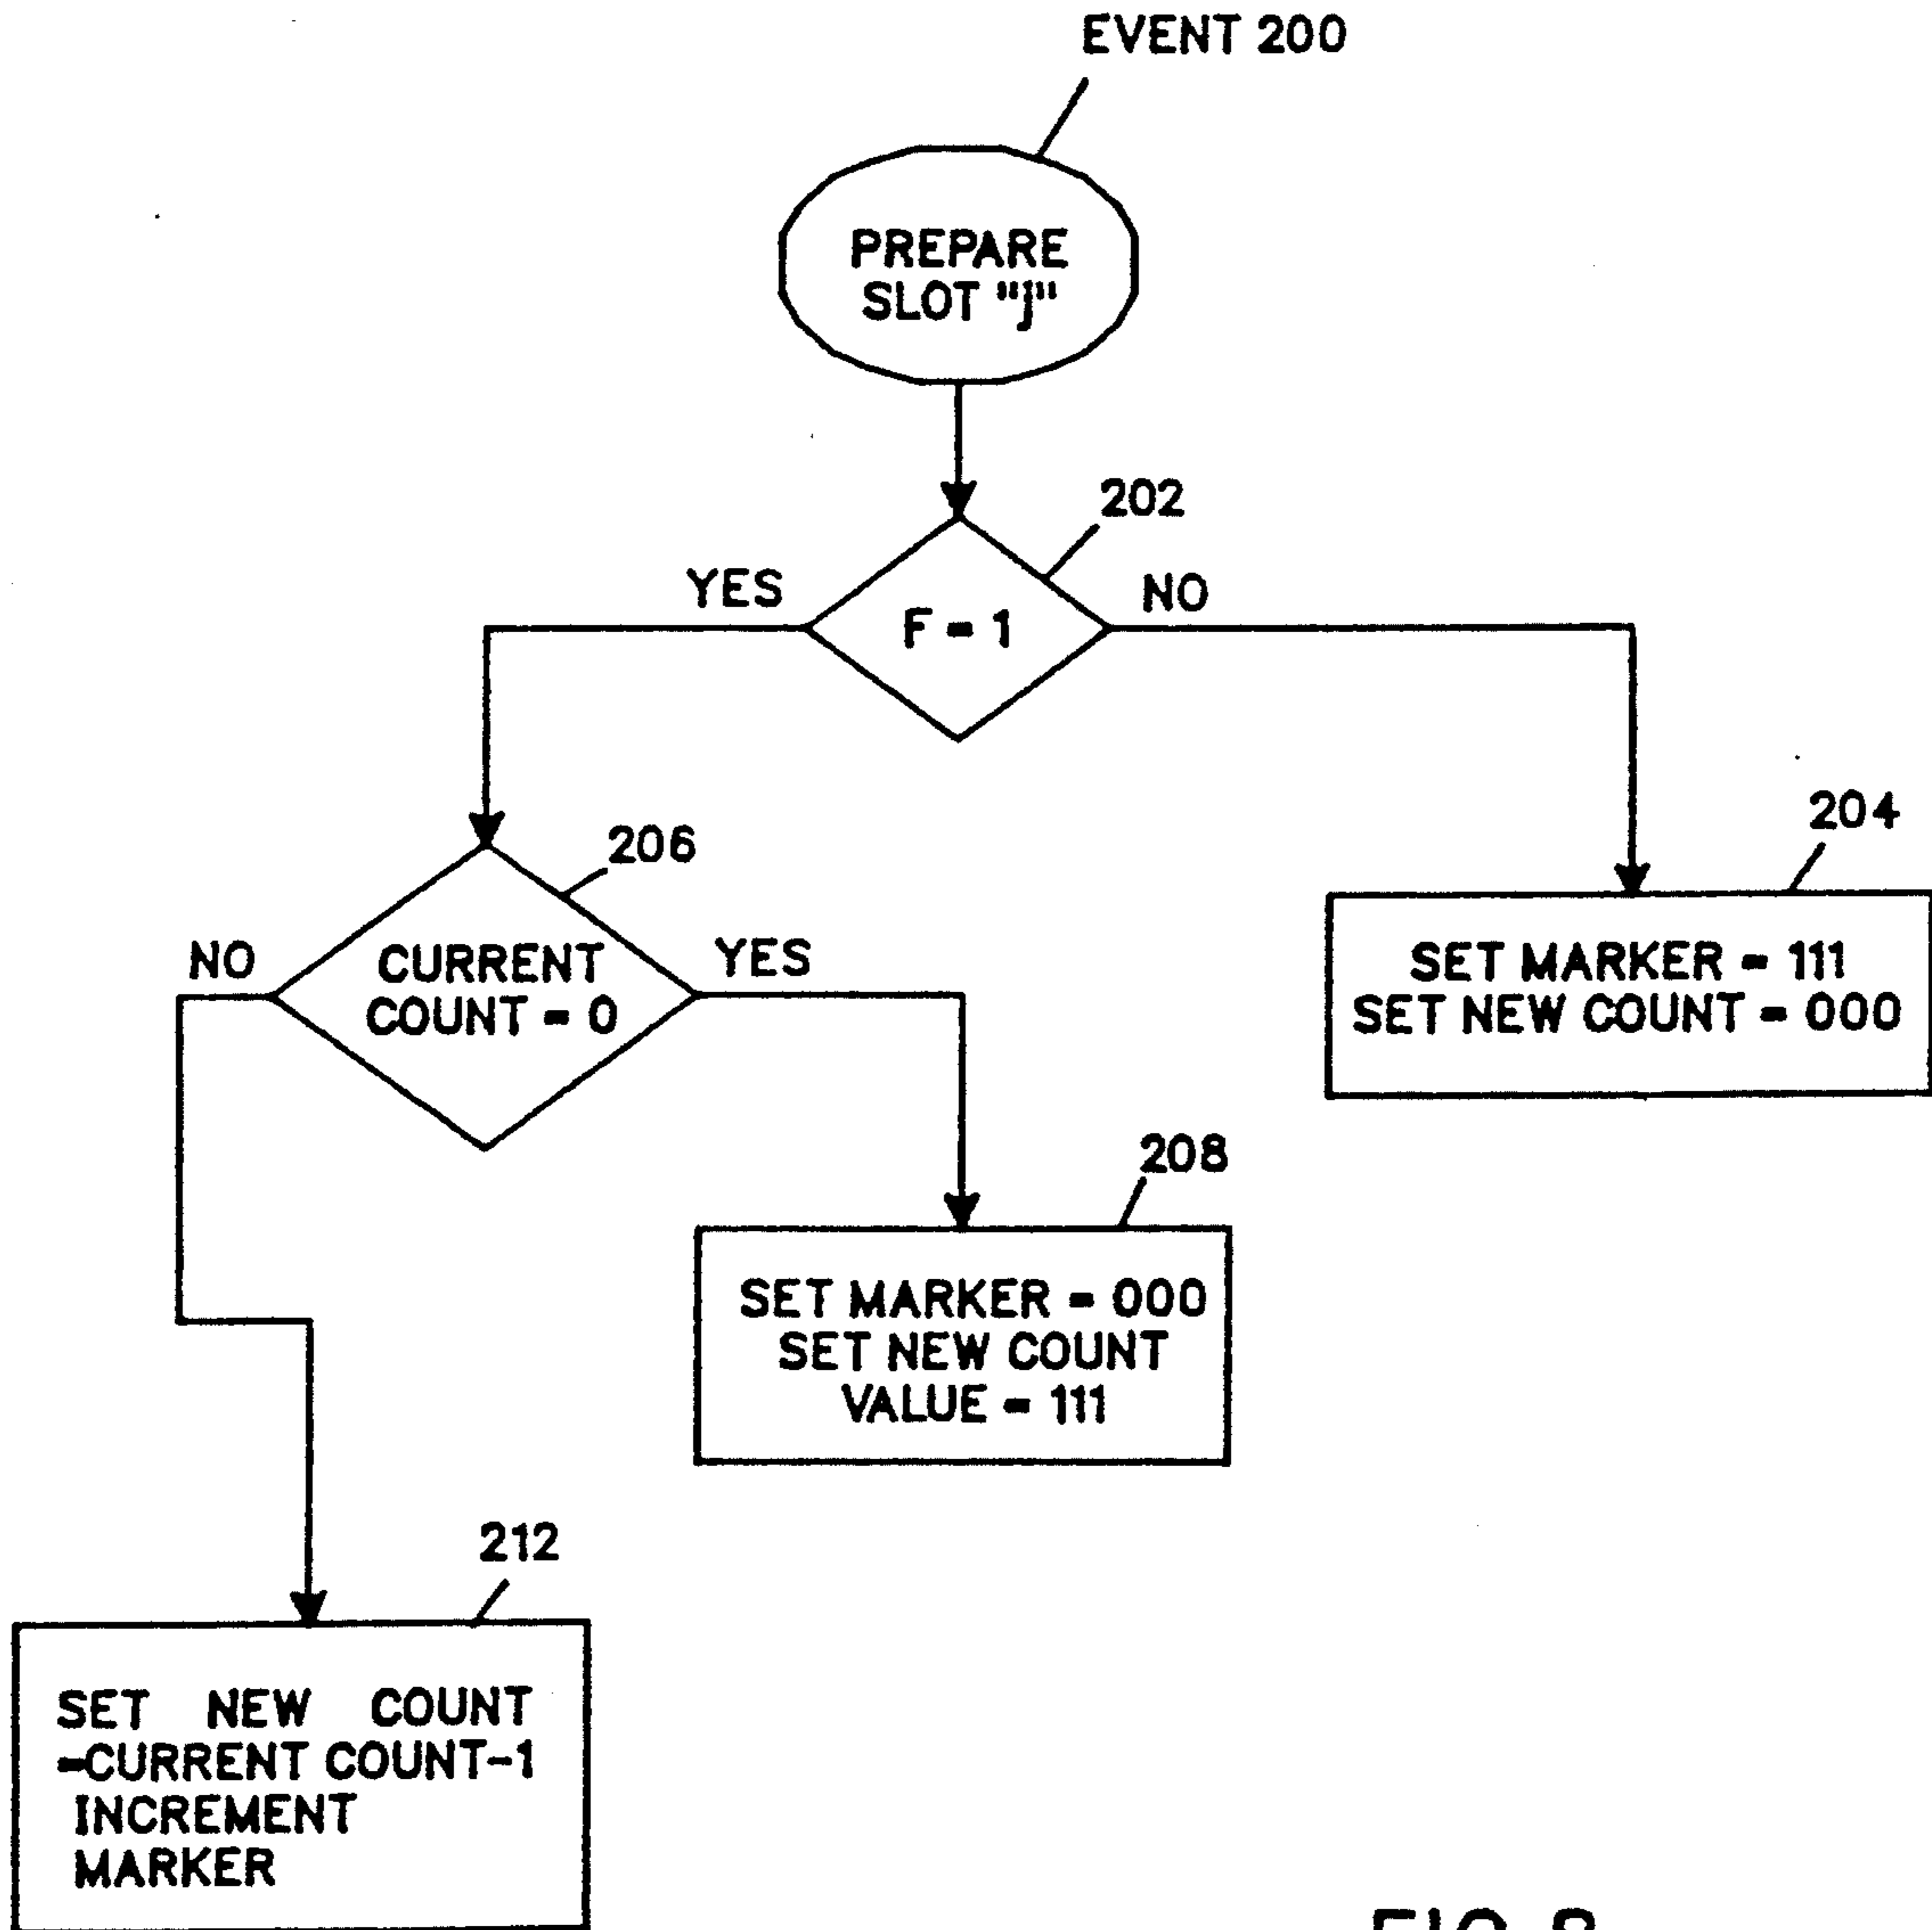 EVENT 200
PREPARE
SLOT "j"
202
YES
NO
F = 1
204
206
NO
CURRENT
COUNT = 0
YES
SET MARKER = 111
SET NEW COUNT = 000
208
SET MARKER = 000
SET NEW COUNT
VALUE = 111
212
SET NEW COUNT
=CURRENT COUNT-1
INCREMENT
MARKER